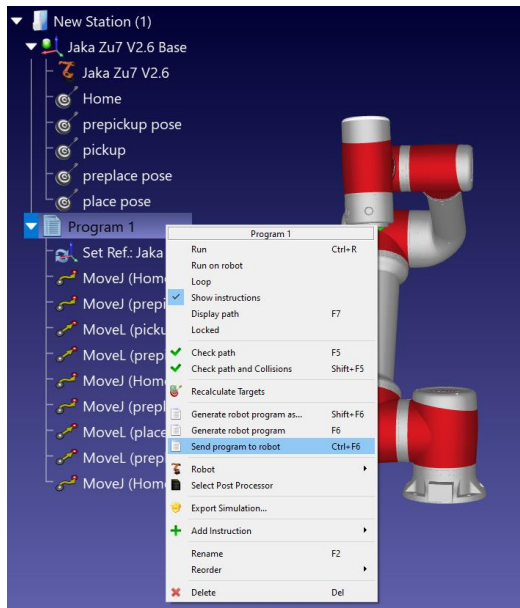 New Station (1)
Jaka Zu7 V2.6 Base
Jaka Zu7 V2.6
Home
prepickup pose
pickup
preplace pose
place pose
Program 1
Set Ref.: Jaka
MoveJ (Hom
MoveJ (prepi
MoveL (picku
MoveL (prepi
MoveJ (Hom
MoveJ (prepl
MoveL (place
MoveL (prep
MoveJ (Hom
Program 1
Run Ctrl+R
Run on robot
Loop
Show instructions
Display path F7
Locked
Check path F5
Check path and Collisions Shift+F5
Recalculate Targets
Generate robot program as... Shift+F6
Generate robot program F6
Send program to robot Ctrl+F6
Robot
Select Post Processor
Export Simulation...
Add Instruction
Rename F2
Reorder
Delete Del